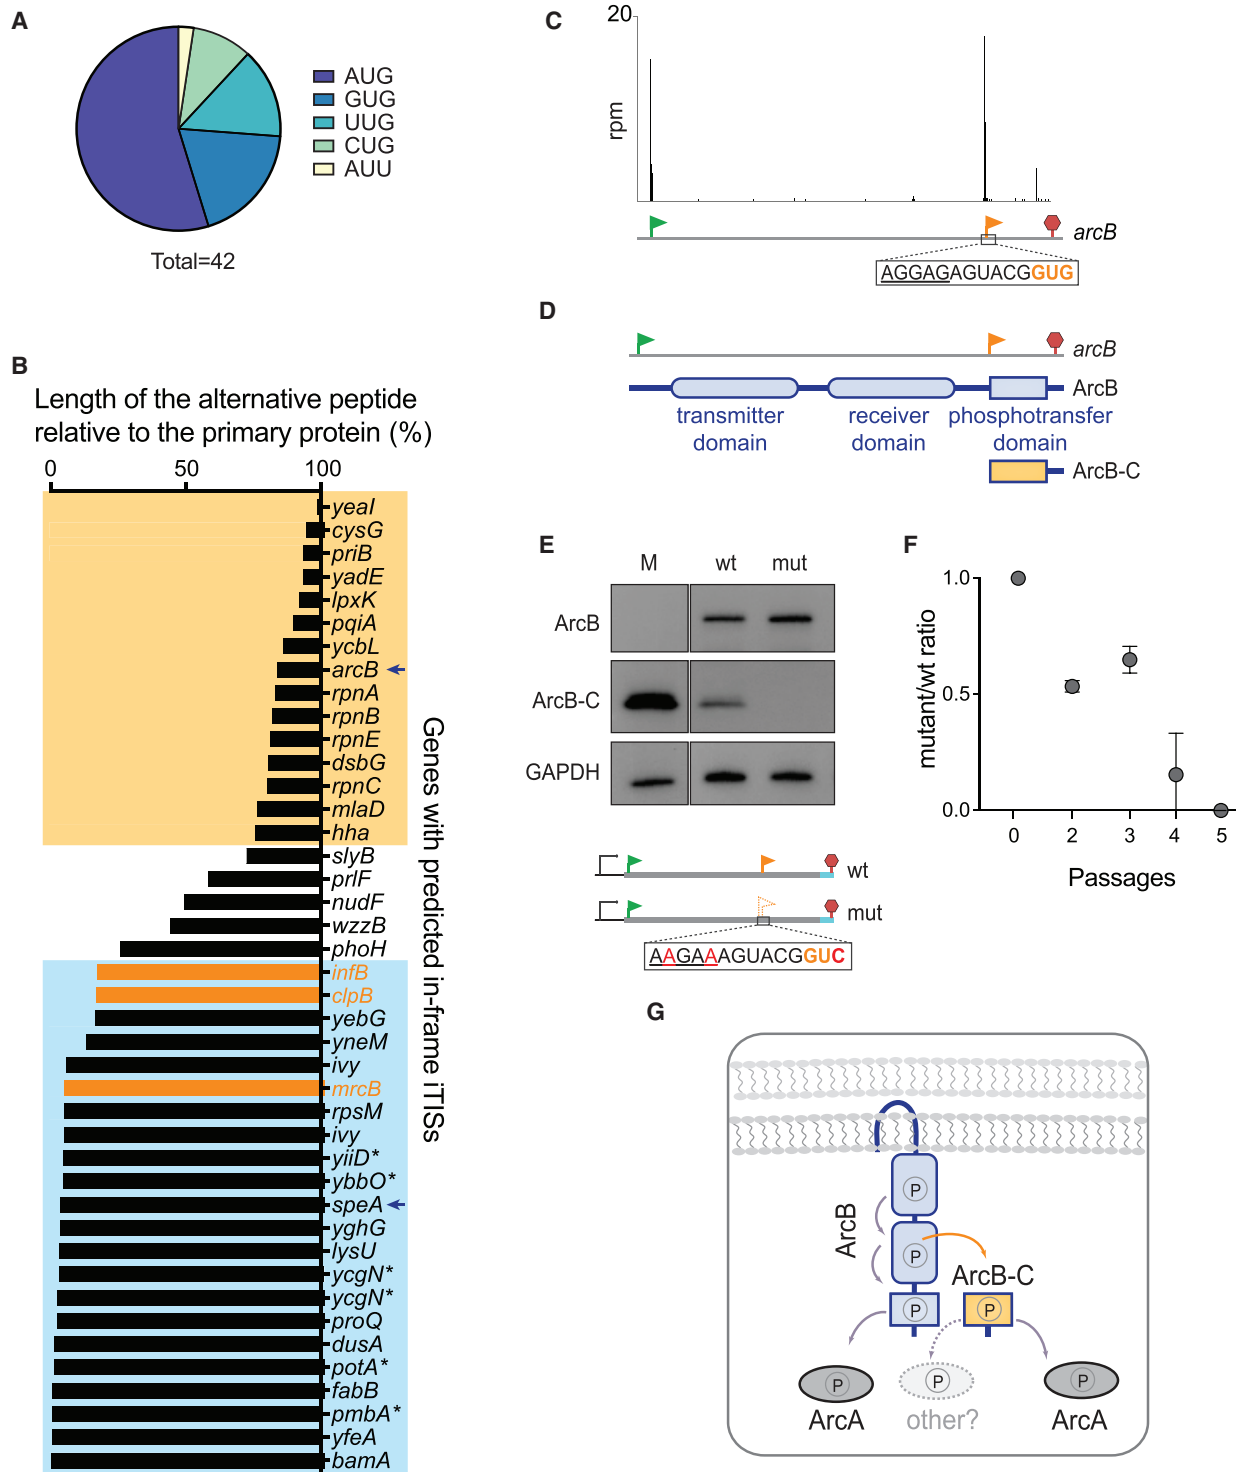 A
AUG
GUG
UUG
CUG
AUU
Total=42
B
Length of the alternative peptide
relative to the primary protein (%)
0 50 100
yeaI
cysG
priB
yadE
lpxK
pqiA
ycbL
arcB
rpnA
rpnB
rpnE
dsbG
rpnC
mlaD
hha
slyB
prlF
nudF
wzzB
phoH
infB
clpB
yebG
yneM
ivy
mrcB
rpsM
ivy
yiiD*
ybbO*
speA
yghG
lysU
ycgN*
ycgN*
proQ
dusA
potA*
fabB
pmbA*
yfeA
bamA
Genes with predicted in-frame iTISs
C
20
rpm
arcB
AGGAGAGUACGGUG
D
arcB
ArcB
transmitter domain
receiver domain
phosphotransfer domain
ArcB-C
E
M wt mut
ArcB
ArcB-C
GAPDH
wt
mut
AAGAAAGUACGGUC
F
mutant/wt ratio
1.0
0.5
0.0
0 2 3 4 5
Passages
G
ArcB
P
P
P
ArcB-C
P
P
P
P
ArcA
other?
ArcA